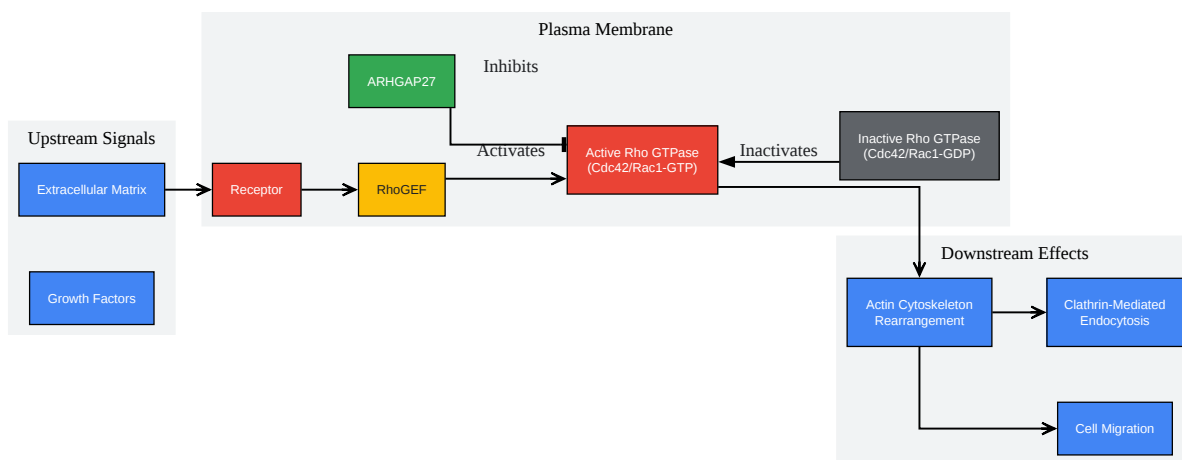 Plasma Membrane
ARHGAP27
Inhibits
Upstream Signals
Extracellular Matrix
Receptor
RhoGEF
Activates
Active Rho GTPase
(Cdc42/Rac1-GTP)
Inactivates
Inactive Rho GTPase
(Cdc42/Rac1-GDP)
Growth Factors
Downstream Effects
Actin Cytoskeleton
Rearrangement
Clathrin-Mediated
Endocytosis
Cell Migration